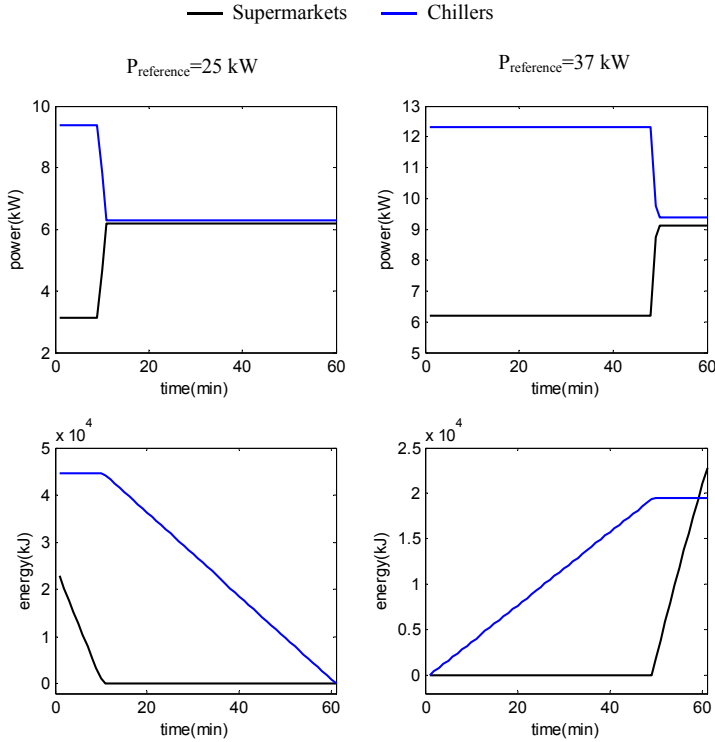 Supermarkets Chillers
P_reference=25 kW
P_reference=37 kW
10
8
6
4
2
power(kW)
0 20 40 60
time(min)
13
12
11
10
9
8
7
6
5
power(kW)
0 20 40 60
time(min)
x 10^4
5
4
3
2
1
0
energy(kJ)
0 20 40 60
time(min)
x 10^4
2.5
2
1.5
1
0.5
0
energy(kJ)
0 20 40 60
time(min)